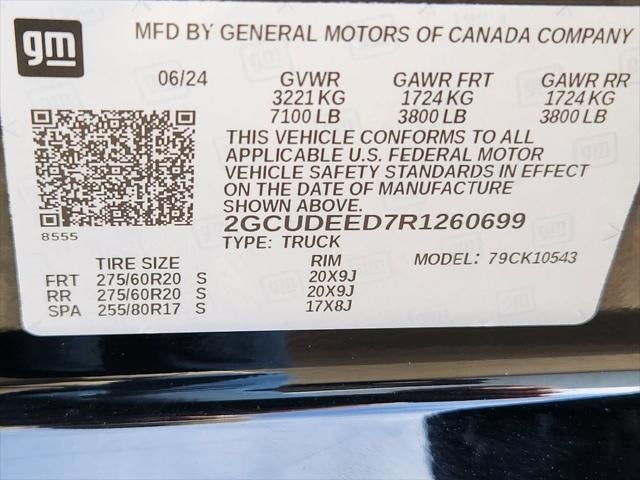 gm
MFD BY GENERAL MOTORS OF CANADA COMPANY
06/24 GVWR GAWR FRT GAWR RR
3221 KG 1724 KG 1724 KG
7100 LB 3800 LB 3800 LB
THIS VEHICLE CONFORMS TO ALL
APPLICABLE U.S. FEDERAL MOTOR
VEHICLE SAFETY STANDARDS IN EFFECT
ON THE DATE OF MANUFACTURE
SHOWN ABOVE.
2GCUDEED7R1260699
8555
TYPE: TRUCK
MODEL: 79CK10543
TIRE SIZE RIM
FRT 275/60R20 S 20X9J
RR 275/60R20 S 20X9J
SPA 255/80R17 S 17X8J